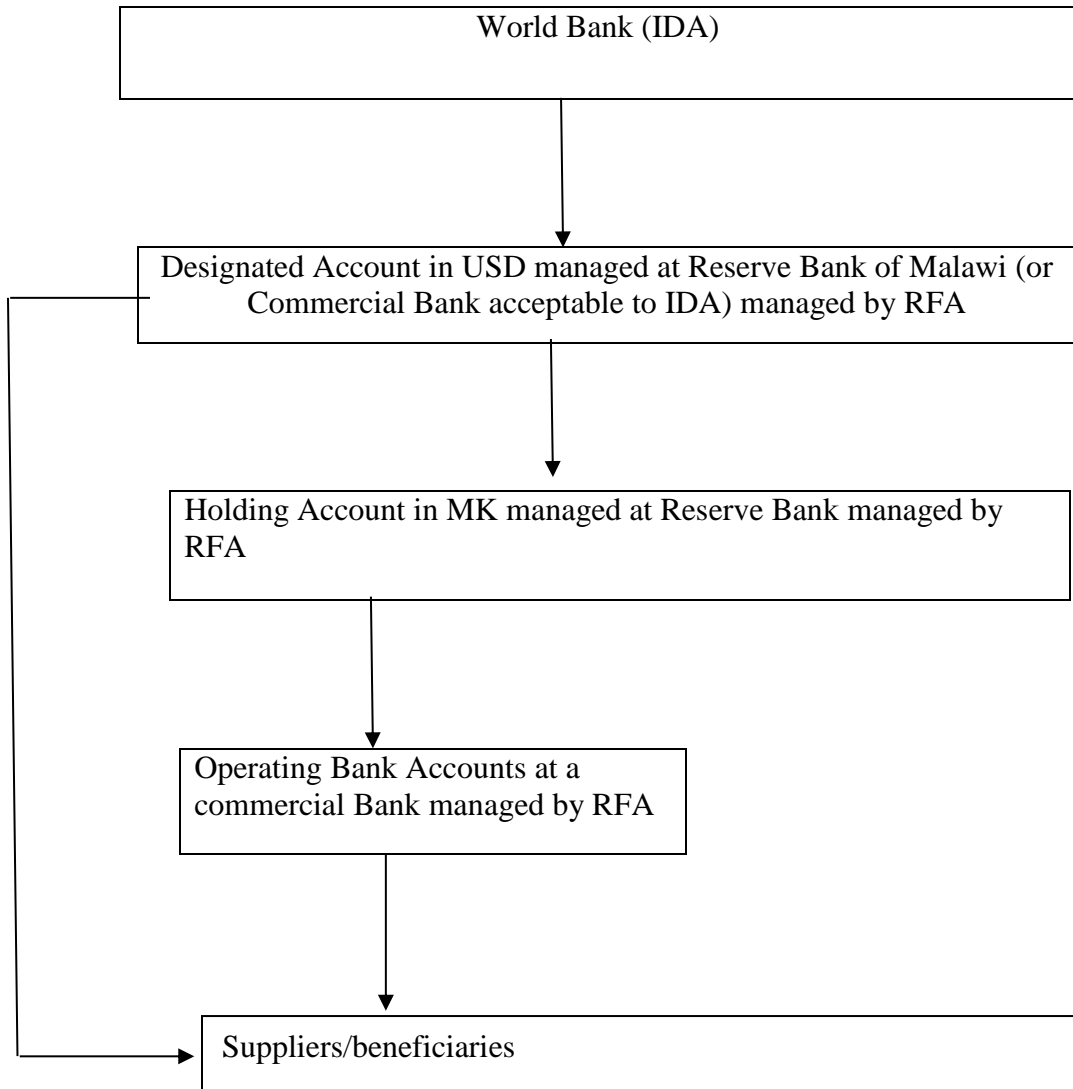 World Bank (IDA)
Designated Account in USD managed at Reserve Bank of Malawi (or
Commercial Bank acceptable to IDA) managed by RFA
Holding Account in MK managed at Reserve Bank managed by
RFA
Operating Bank Accounts at a
commercial Bank managed by RFA
Suppliers/beneficiaries